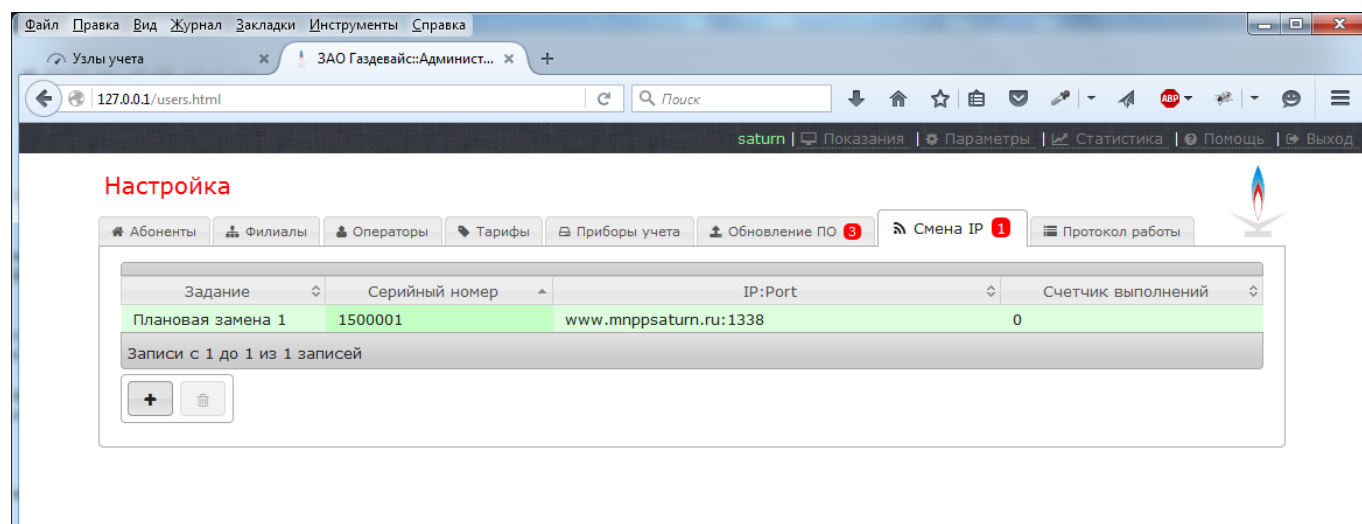 Файл Правка Вид Журнал Закладки Инструменты Справка
Узлы учета ЗАО Газдевайс::Админист...
127.0.0.1/users.html Поиск ABP
saturn | Показания | Параметры | Статистика | Помощь | Выход
Настройка
Абоненты Филиалы Операторы Тарифы Приборы учета Обновление ПО 3 Смена IP 1 Протокол работы
Задание Серийный номер IP:Port Счетчик выполнений
Плановая замена 1 1500001 www.mnppsaturn.ru:1338 0
Записи с 1 до 1 из 1 записей